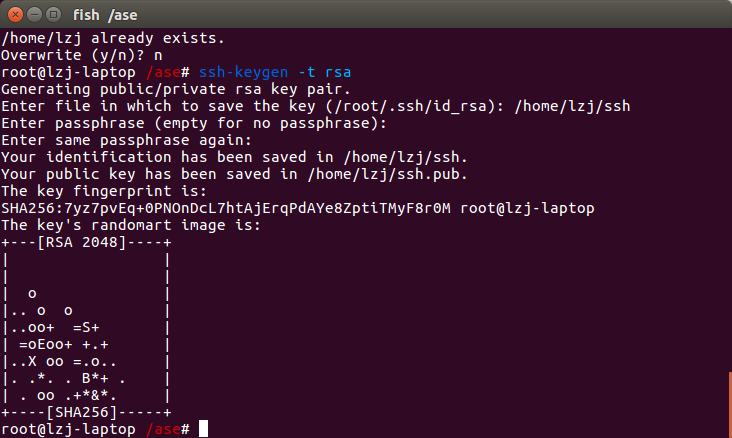 fish /ase
/home/lzj already exists.
Overwrite (y/n)? n
root@lzj-laptop /ase# ssh-keygen -t rsa
Generating public/private rsa key pair.
Enter file in which to save the key (/root/.ssh/id_rsa): /home/lzj/ssh
Enter passphrase (empty for no passphrase):
Enter same passphrase again:
Your identification has been saved in /home/lzj/ssh.
Your public key has been saved in /home/lzj/ssh.pub.
The key fingerprint is:
SHA256:7yz7pvEq+0PNOnDcL7htAjErqPdAYe8ZptiTMyF8r0M root@lzj-laptop
The key's randomart image is:
+---[RSA 2048]----+
|                 |
|                 |
|  o              |
|.. o  o          |
|..oo+  =S+       |
| =oEoo+ +.+      |
|..X oo =.o..     |
|. .*. . B*+ .    |
| . oo .+*&*.     |
+----[SHA256]-----+
root@lzj-laptop /ase#